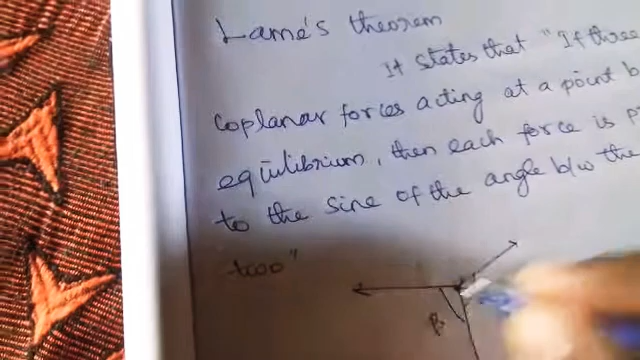 Lame's theorem
It states that "If three
coplanar forces acting at a point b
equilibrium, then each force is p
to the sine of the angle b/w the
two"
β